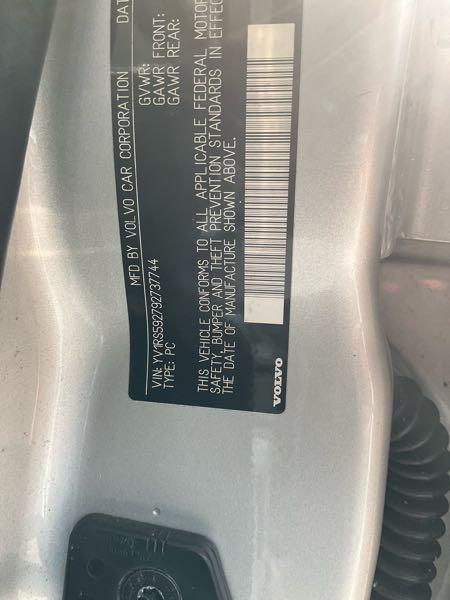 MFD BY VOLVO CAR CORPORATION DAT
GVWR:
GAWR FRONT:
GAWR REAR:
VIN: YV1RS592792737744
TYPE: PC
THIS VEHICLE CONFORMS TO ALL APPLICABLE FEDERAL MOTOR
SAFETY, BUMPER AND THEFT PREVENTION STANDARDS IN EFFEC
THE DATE OF MANUFACTURE SHOWN ABOVE.
VOLVO